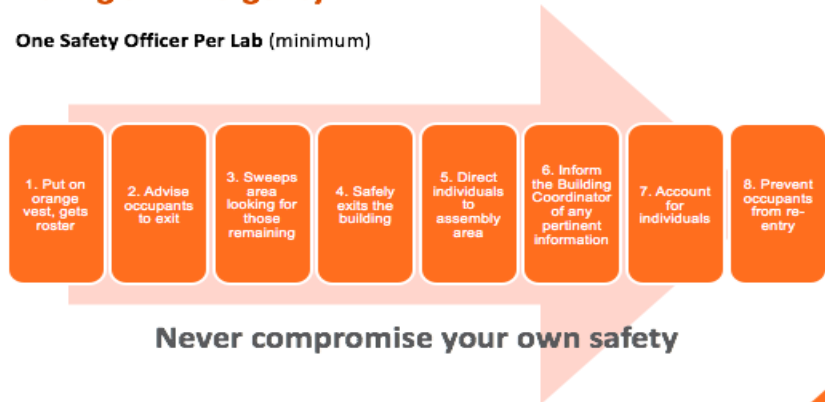 One Safety Officer Per Lab (minimum)
1. Put on
orange
vest, gets
roster
2. Advise
occupants
to exit
3. Sweeps
area
looking for
those
remaining
4. Safely
exits the
building
5. Direct
individuals
to
assembly
area
6. Inform
the Building
Coordinator
of any
pertinent
information
7. Account
for
individuals
8. Prevent
occupants
from re-
entry
Never compromise your own safety